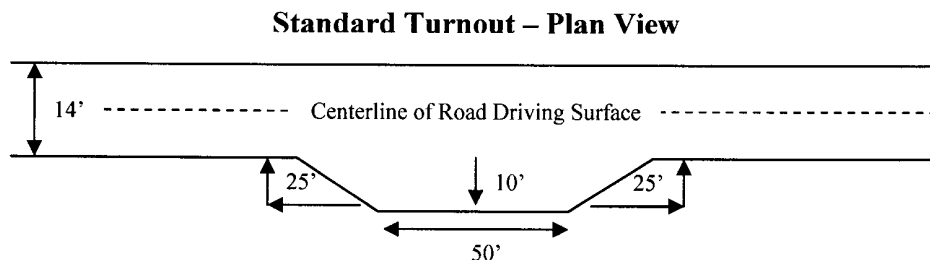 Standard Turnout – Plan View
14’
Centerline of Road Driving Surface
25’
10’
25’
50’